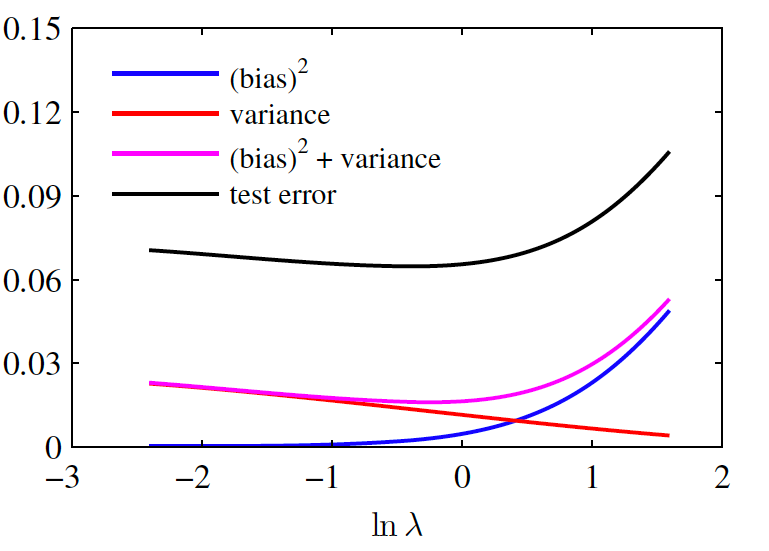 0.15
(bias)²
0.12
variance
(bias)² + variance
0.09
test error
0.06
0.03
0
−3 −2 −1 0 1 2
ln λ